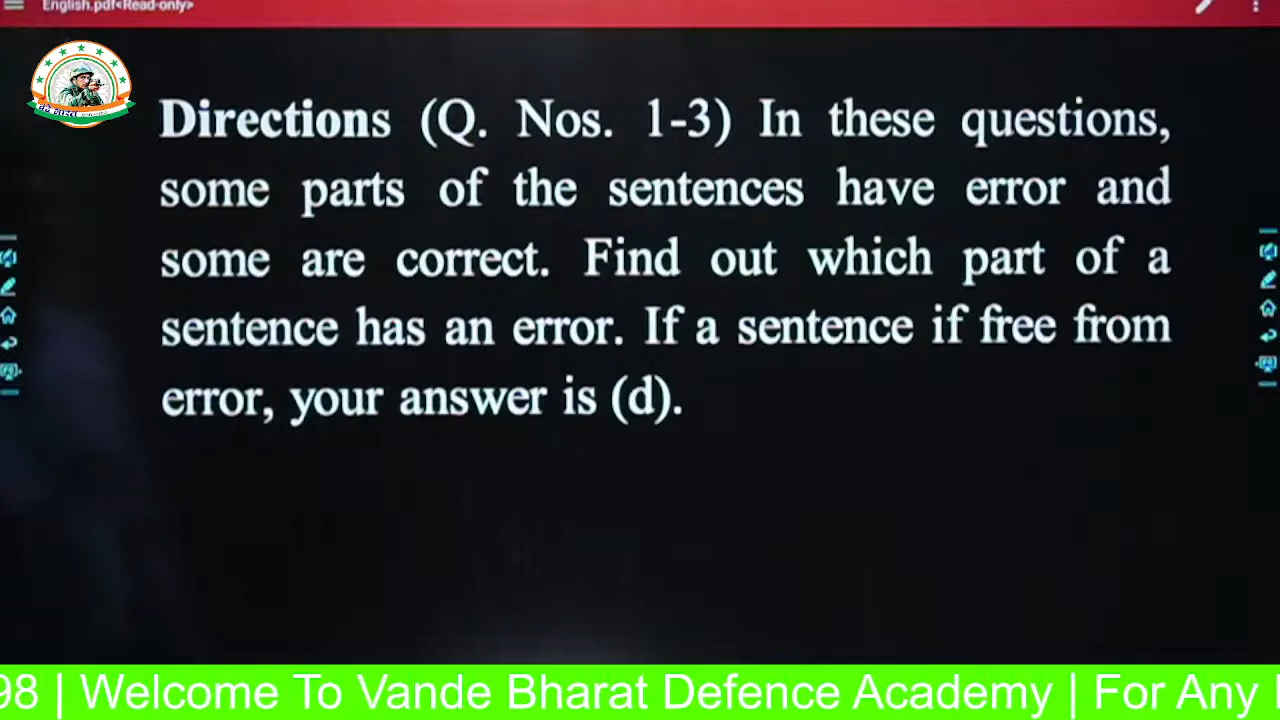 English.pdf<Read-only>
Directions (Q. Nos. 1-3) In these questions,
some parts of the sentences have error and
some are correct. Find out which part of a
sentence has an error. If a sentence if free from
error, your answer is (d).
98 | Welcome To Vande Bharat Defence Academy | For Any